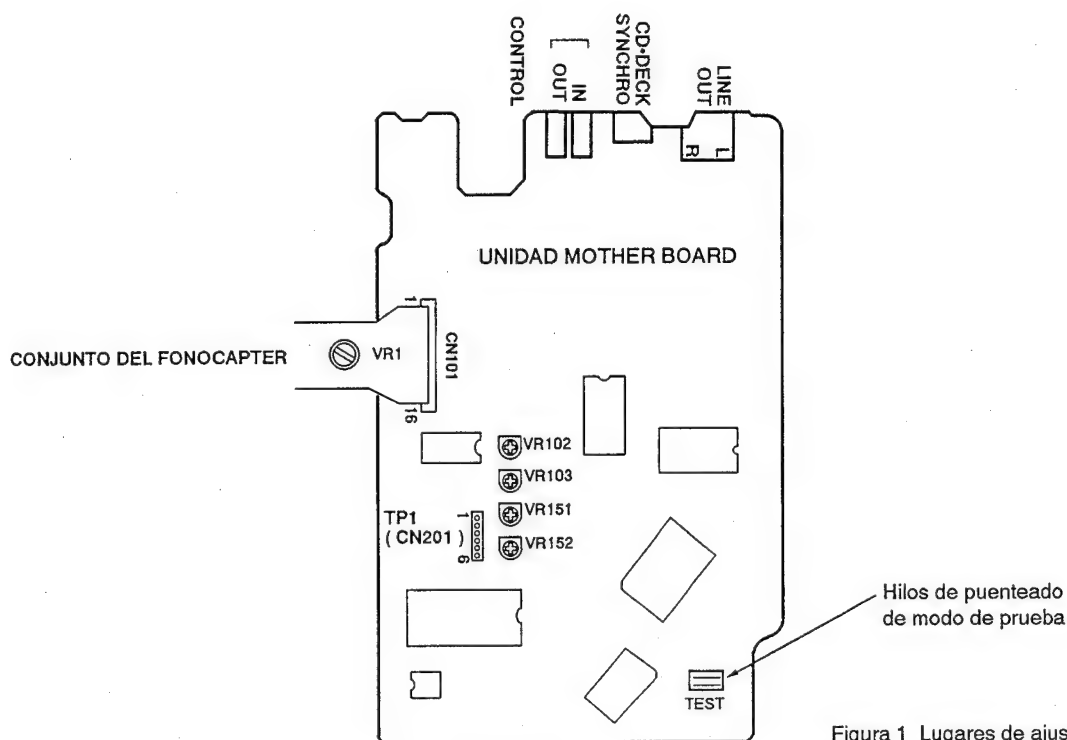 CONTROL
OUT
IN
CD•DECK
SYNCHRO
LINE
OUT
R
L
UNIDAD MOTHER BOARD
CONJUNTO DEL FONOCAPTER
VR1
1
CN101
16
VR102
VR103
VR151
VR152
TP1
( CN201 )
1
6
Hilos de puenteado
de modo de prueba
TEST
Figura 1 Lugares de ajus